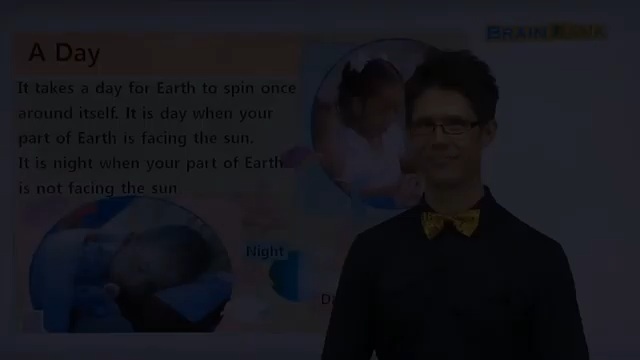 BRAIN
A Day
It takes a day for Earth to spin once
around itself. It is day when your
part of Earth is facing the sun.
It is night when your part of Earth
is not facing the sun
Night